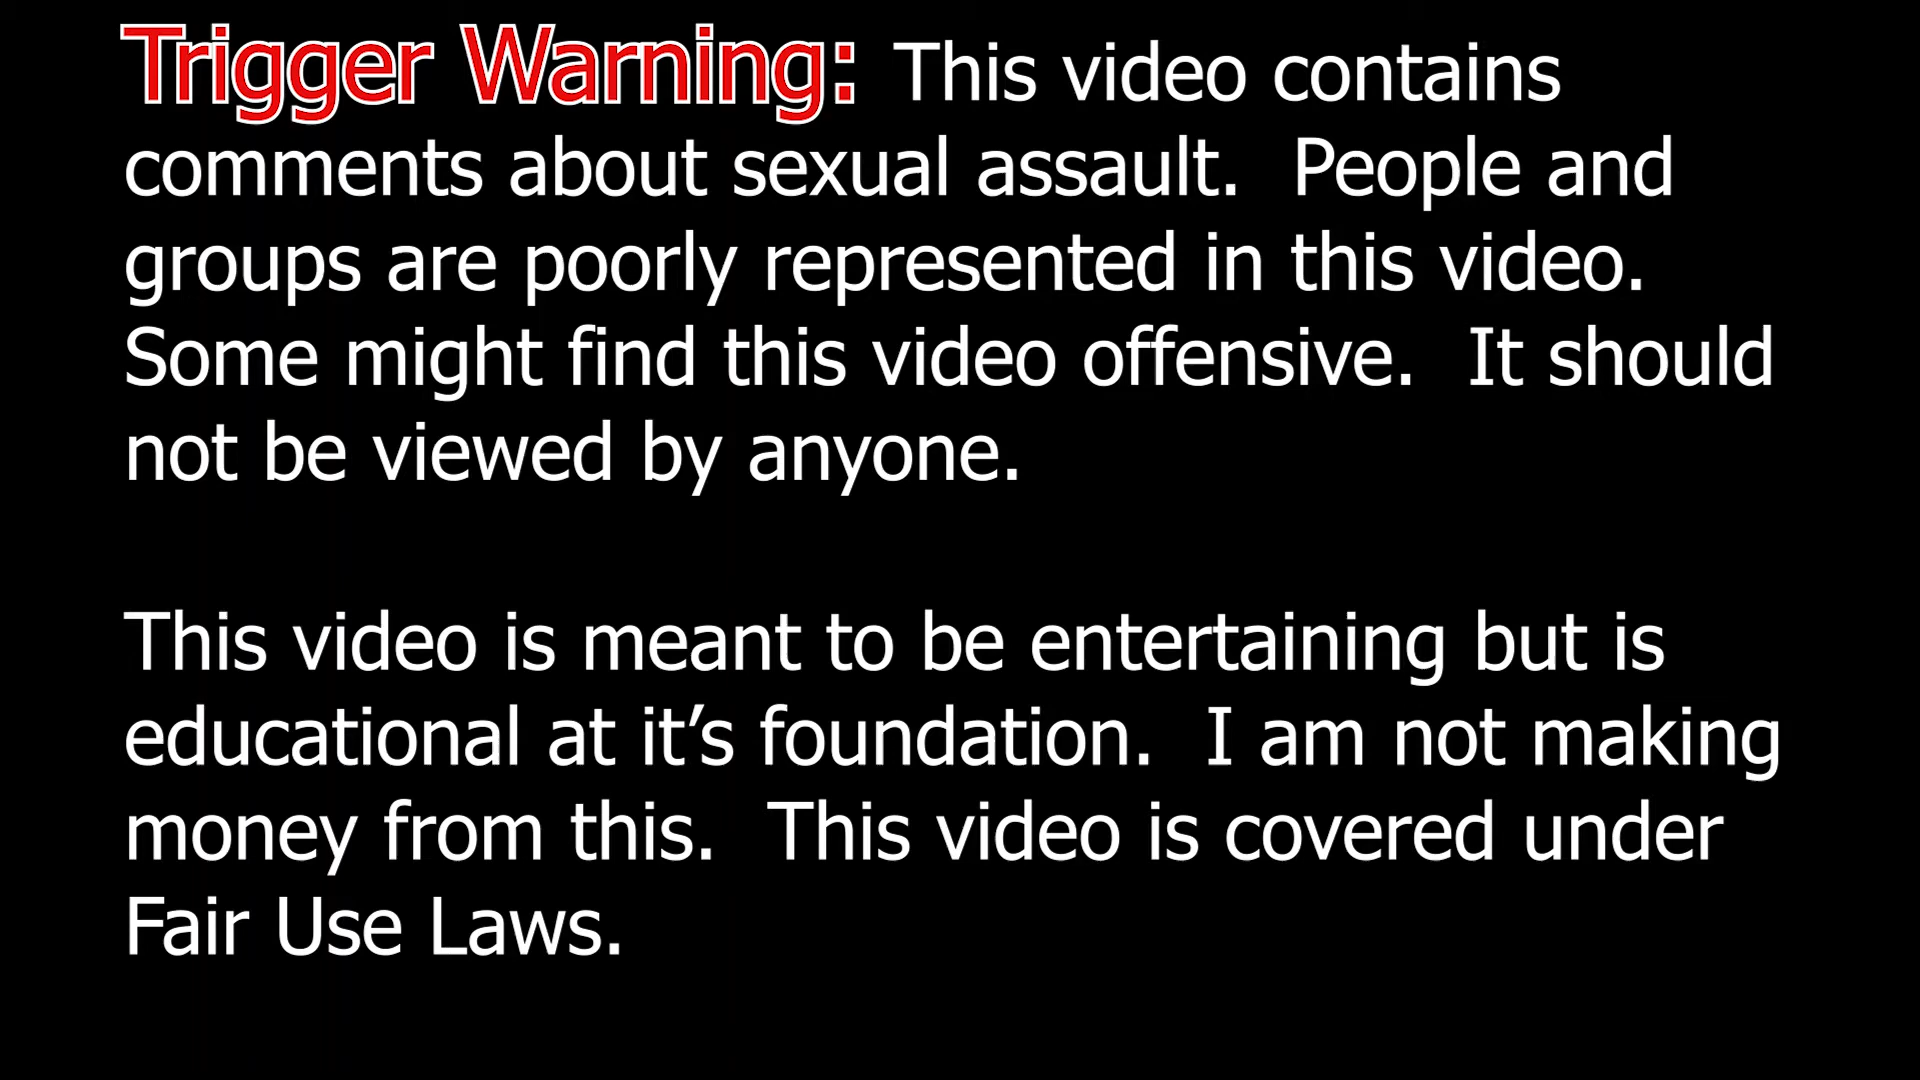 Trigger Warning: This video contains
comments about sexual assault.  People and
groups are poorly represented in this video.
Some might find this video offensive.  It should
not be viewed by anyone.
This video is meant to be entertaining but is
educational at it’s foundation.  I am not making
money from this.  This video is covered under
Fair Use Laws.